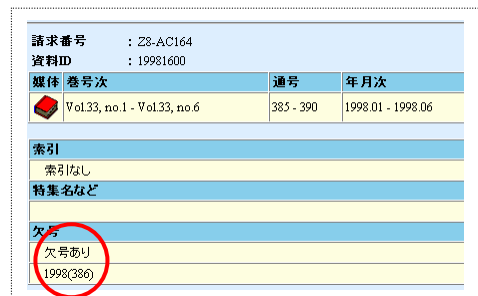 請求番号 : Z8-AC164
資料ID : 19981600
媒体 巻号次 通号 年月次
Vol.33, no.1 - Vol.33, no.6 385 - 390 1998.01 - 1998.06
索引
索引なし
特集名など
欠号
欠号あり
1998(386)